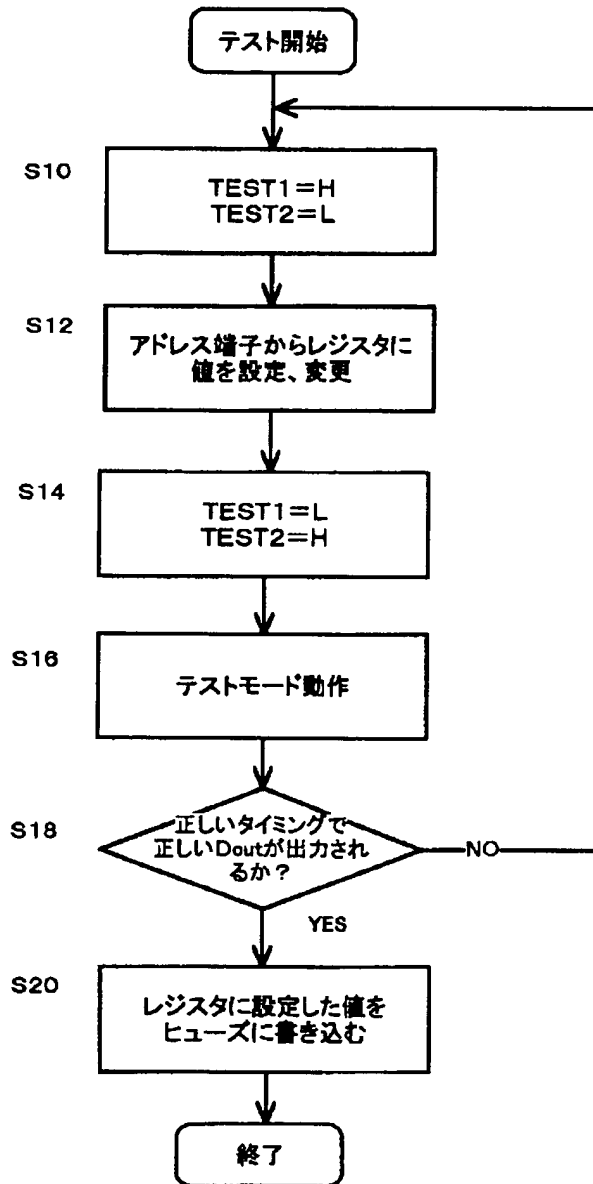 テスト開始
S10
TEST1=H
TEST2=L
S12
アドレス端子からレジスタに
値を設定、変更
S14
TEST1=L
TEST2=H
S16
テストモード動作
S18
正しいタイミングで
正しいDoutが出力され
るか?
NO
YES
S20
レジスタに設定した値を
ヒューズに書き込む
終了